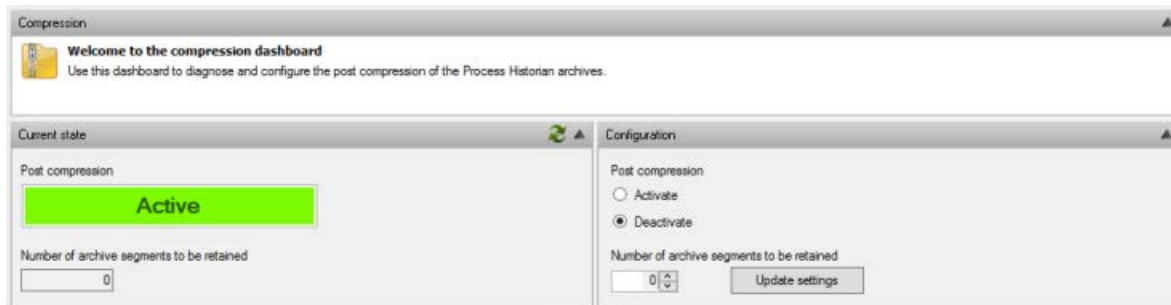 Compression
Welcome to the compression dashboard
Use this dashboard to diagnose and configure the post compression of the Process Historian archives.
Current state
Post compression
Active
Number of archive segments to be retained
0
Configuration
Post compression
Activate
Deactivate
Number of archive segments to be retained
0
Update settings